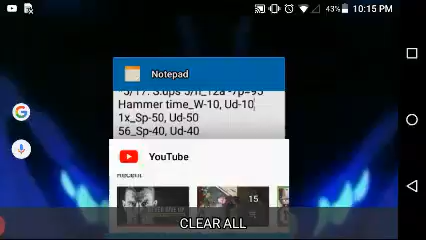 43% 10:15 PM
Notepad
Hammer time_W-10, Ud-10
1x_Sp-50, Ud-50
56_Sp-40, Ud-40
YouTube
Recent
15
CLEAR ALL